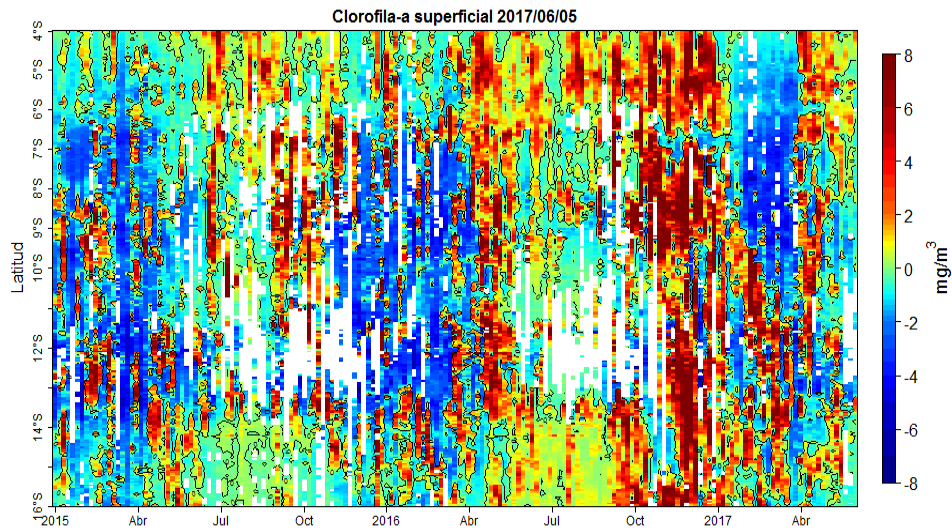 Clorofila-a superficial 2017/06/05
4°S
5°S
6°S
7°S
8°S
9°S
10°S
12°S
14°S
16°S
Latitud
2015 Abr Jul Oct 2016 Abr Jul Oct 2017 Abr
8
6
4
2
0
-2
-4
-6
-8
mg/m³